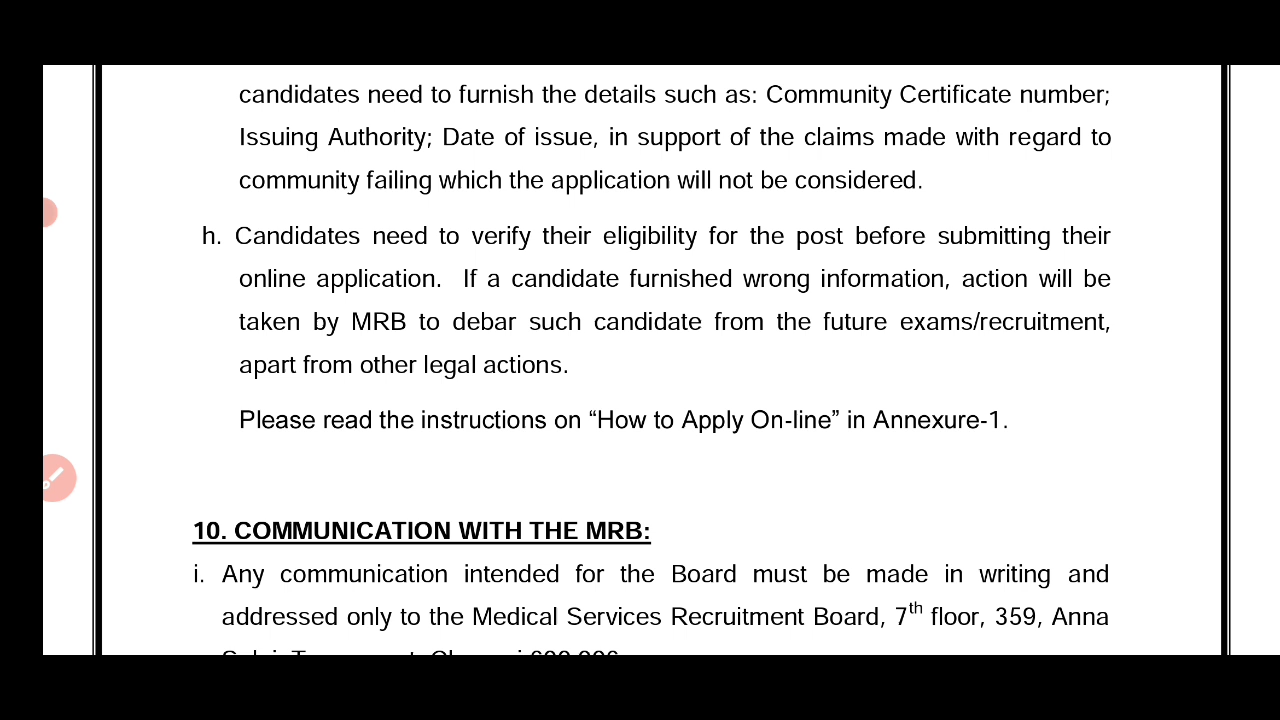 candidates need to furnish the details such as: Community Certificate number;
Issuing Authority; Date of issue, in support of the claims made with regard to
community failing which the application will not be considered.
h. Candidates need to verify their eligibility for the post before submitting their
online application. If a candidate furnished wrong information, action will be
taken by MRB to debar such candidate from the future exams/recruitment,
apart from other legal actions.
Please read the instructions on “How to Apply On-line” in Annexure-1.
10. COMMUNICATION WITH THE MRB:
i. Any communication intended for the Board must be made in writing and
addressed only to the Medical Services Recruitment Board, 7th floor, 359, Anna